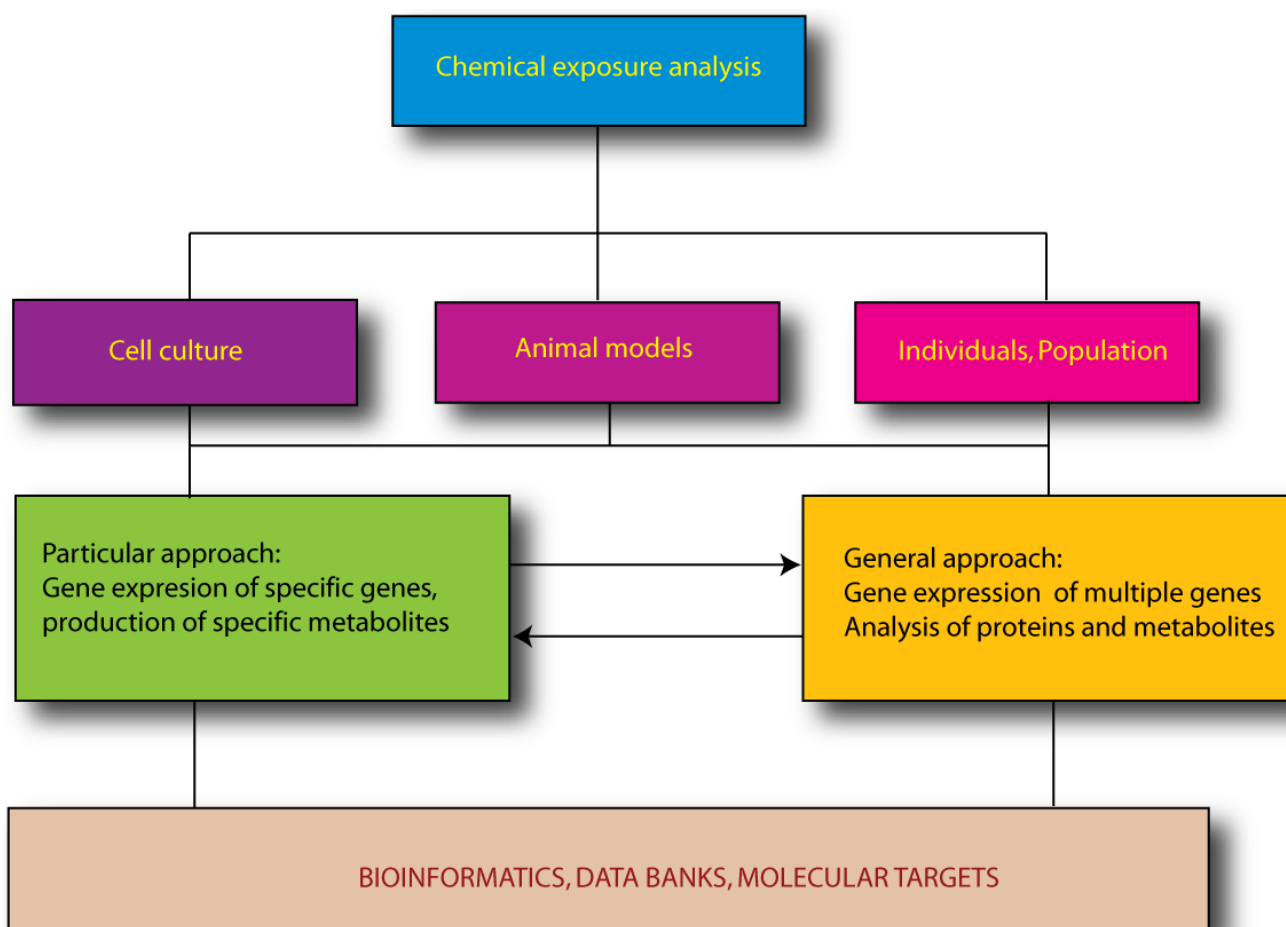 Chemical exposure analysis
Cell culture
Animal models
Individuals, Population
Particular approach:
Gene expresion of specific genes,
production of specific metabolites
General approach:
Gene expression  of multiple genes
Analysis of proteins and metabolites
BIOINFORMATICS, DATA BANKS, MOLECULAR TARGETS